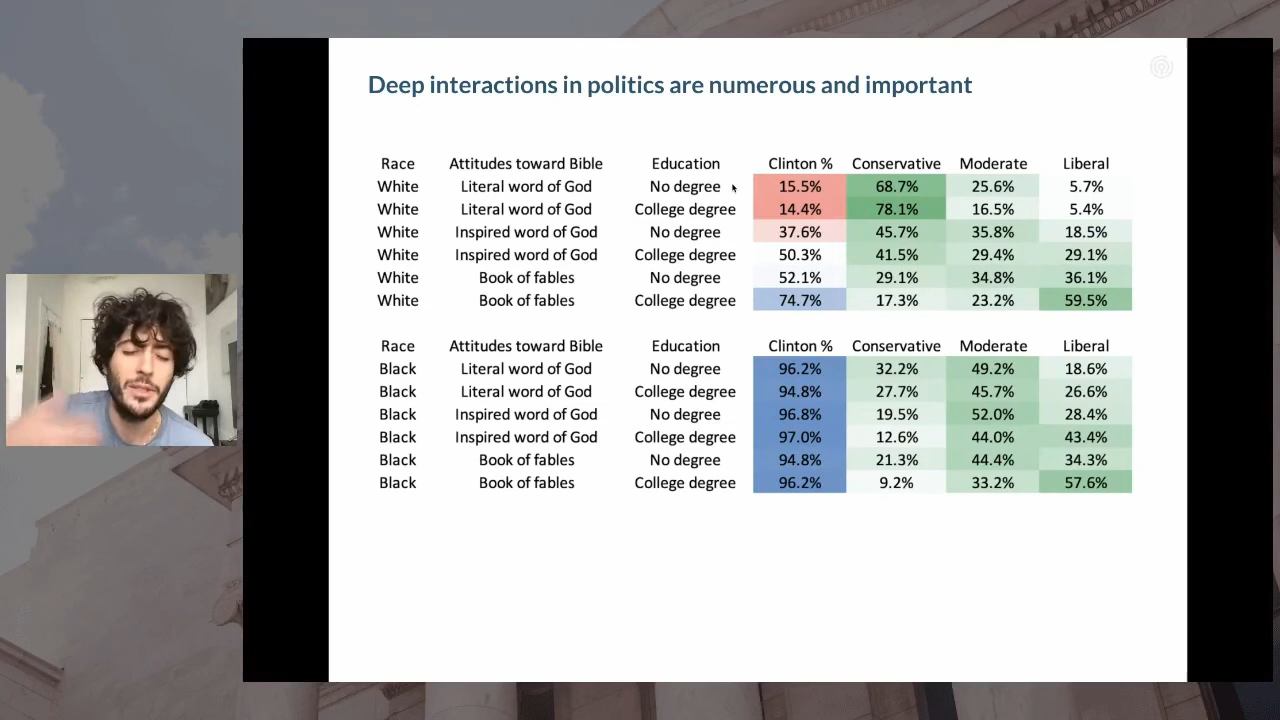 Deep interactions in politics are numerous and important
Race Attitudes toward Bible Education Clinton % Conservative Moderate Liberal
White Literal word of God No degree 15.5% 68.7% 25.6% 5.7%
White Literal word of God College degree 14.4% 78.1% 16.5% 5.4%
White Inspired word of God No degree 37.6% 45.7% 35.8% 18.5%
White Inspired word of God College degree 50.3% 41.5% 29.4% 29.1%
White Book of fables No degree 52.1% 29.1% 34.8% 36.1%
White Book of fables College degree 74.7% 17.3% 23.2% 59.5%
Race Attitudes toward Bible Education Clinton % Conservative Moderate Liberal
Black Literal word of God No degree 96.2% 32.2% 49.2% 18.6%
Black Literal word of God College degree 94.8% 27.7% 45.7% 26.6%
Black Inspired word of God No degree 96.8% 19.5% 52.0% 28.4%
Black Inspired word of God College degree 97.0% 12.6% 44.0% 43.4%
Black Book of fables No degree 94.8% 21.3% 44.4% 34.3%
Black Book of fables College degree 96.2% 9.2% 33.2% 57.6%